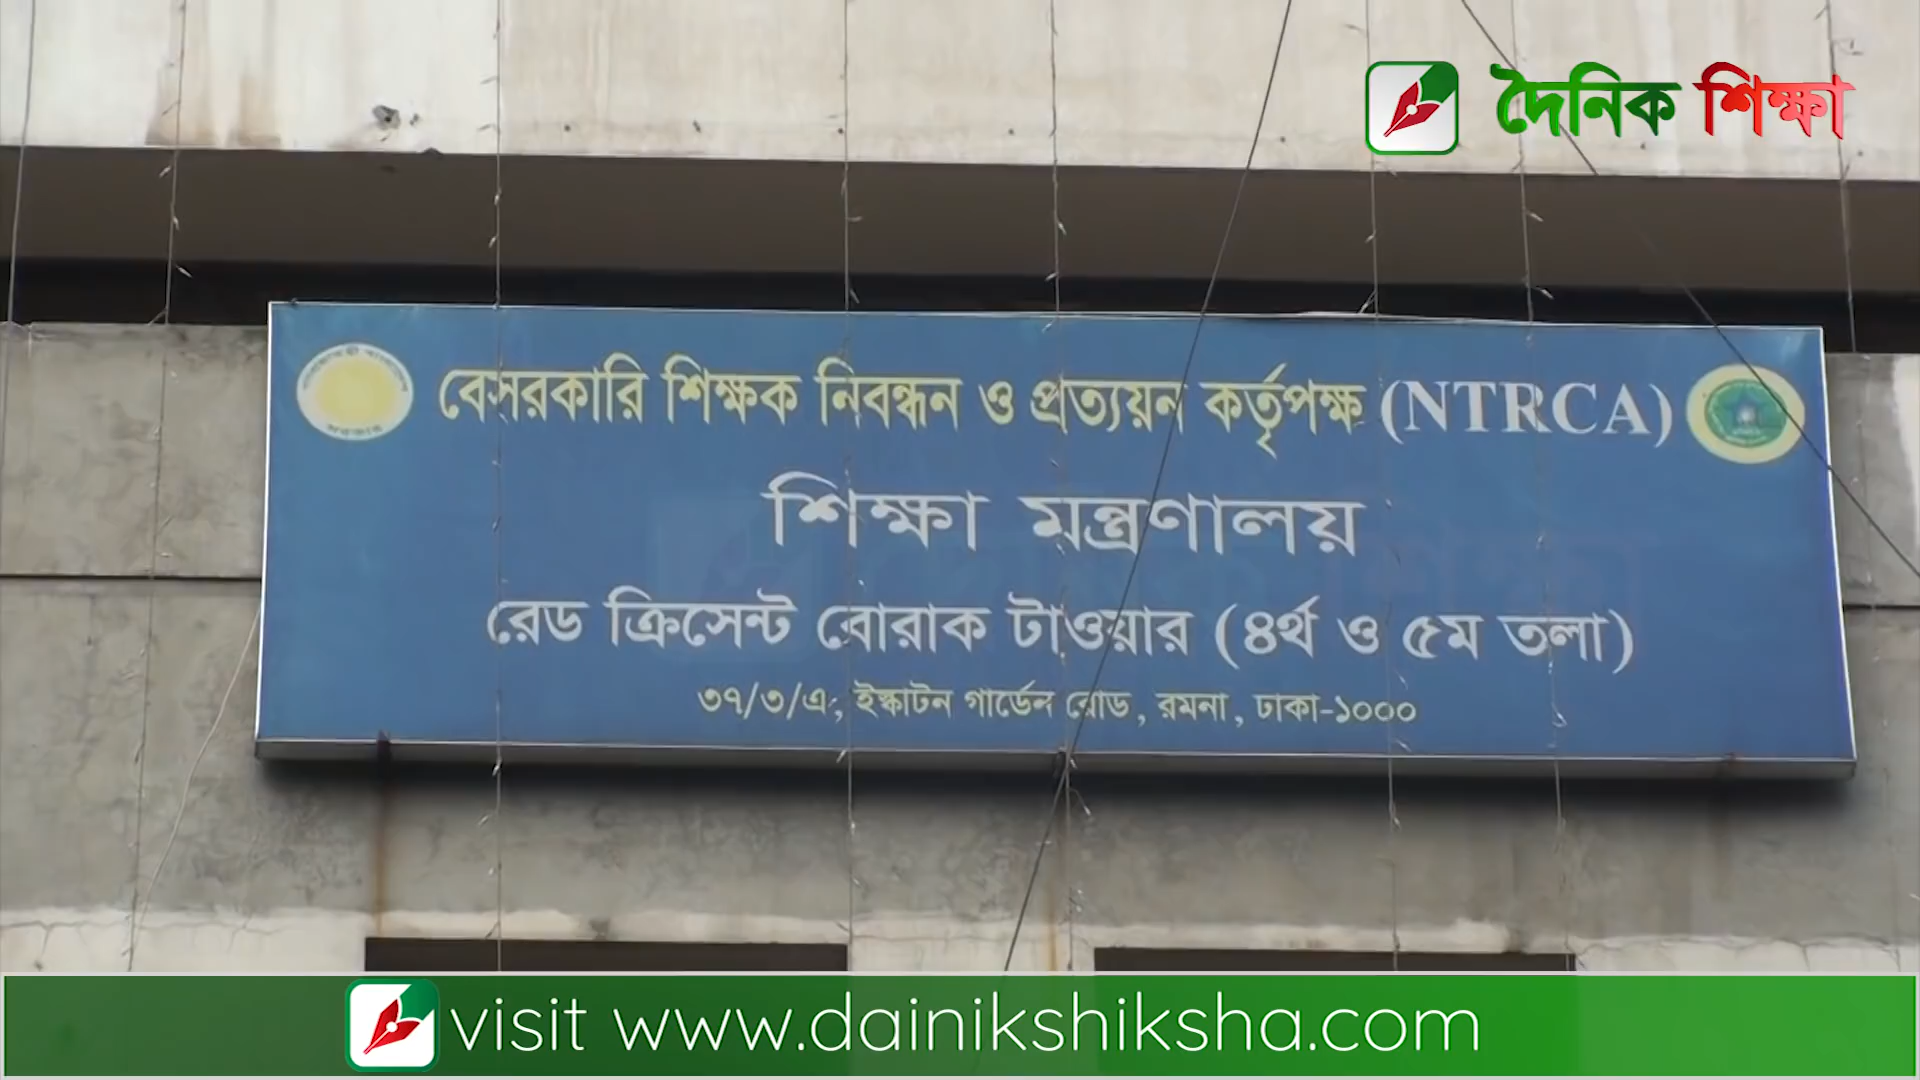 দৈনিক শিক্ষা
বেসরকারি শিক্ষক নিবন্ধন ও প্রত্যয়ন কর্তৃপক্ষ (NTRCA)
শিক্ষা মন্ত্রণালয়
রেড ক্রিসেন্ট বোরাক টাওয়ার (৪র্থ ও ৫ম তলা)
৩৭/৩/এ, ইস্কাটন গার্ডেন রোড, রমনা, ঢাকা-১০০০
visit www.dainikshiksha.com